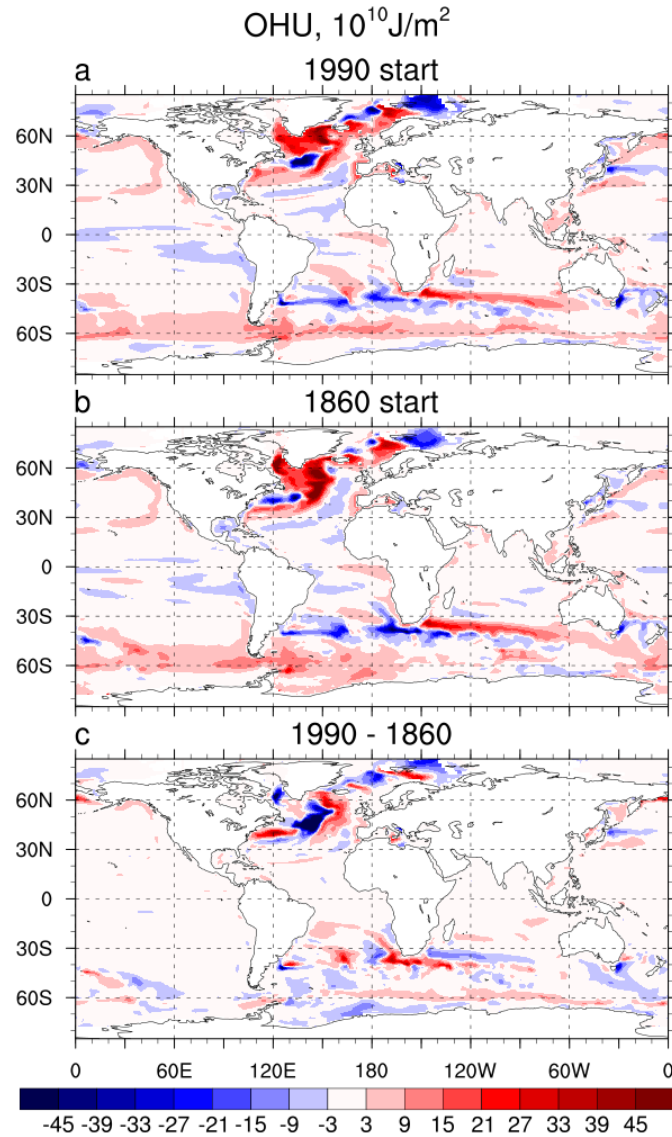 OHU, 10¹⁰J/m²
a 1990 start
60N
30N
0
30S
60S
b 1860 start
60N
30N
0
30S
60S
c 1990 - 1860
60N
30N
0
30S
60S
0 60E 120E 180 120W 60W 0
-45 -39 -33 -27 -21 -15 -9 -3 3 9 15 21 27 33 39 45